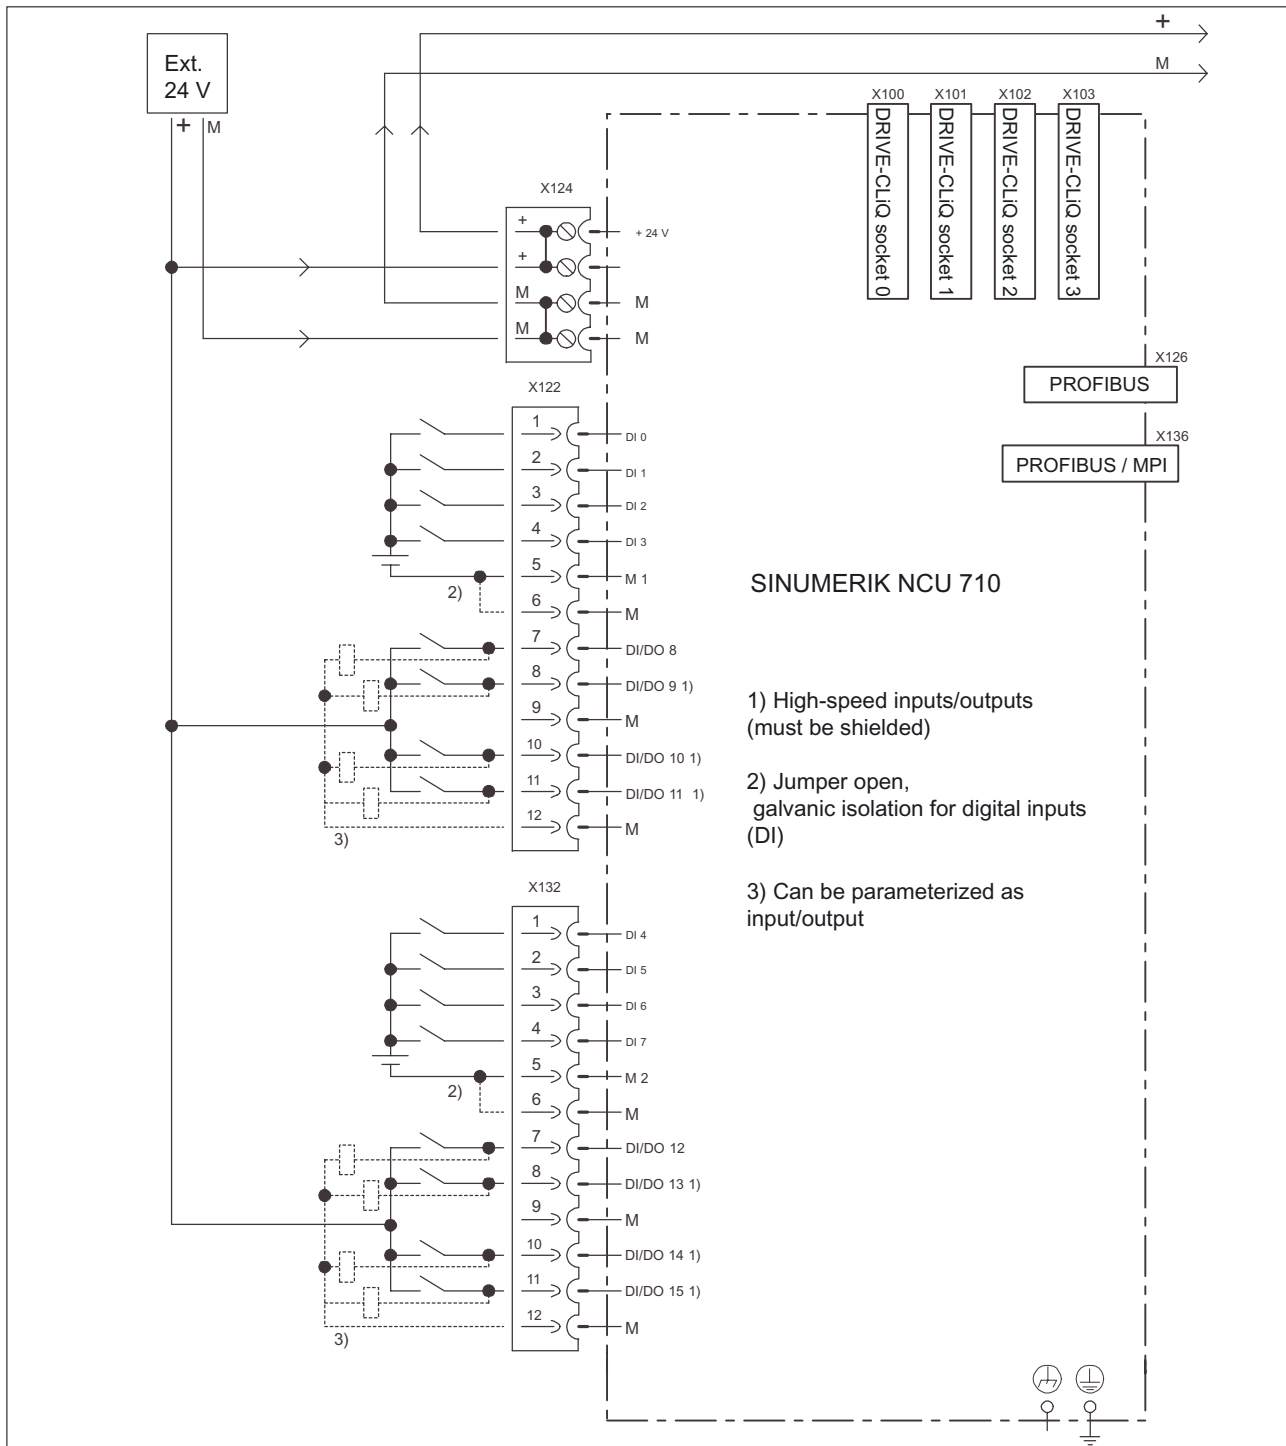 +
M
Ext.
24 V
+ M
X100 X101 X102 X103
DRIVE-CLiQ socket 0
DRIVE-CLiQ socket 1
DRIVE-CLiQ socket 2
DRIVE-CLiQ socket 3
X124
+ + 24 V
+
M M
M M
X126
PROFIBUS
X136
PROFIBUS / MPI
X122
1 DI 0
2 DI 1
3 DI 2
4 DI 3
5 M 1
2)
6 M
7 DI/DO 8
8 DI/DO 9 1)
9 M
10 DI/DO 10 1)
11 DI/DO 11 1)
12 M
3)
SINUMERIK NCU 710
1) High-speed inputs/outputs
(must be shielded)
2) Jumper open,
galvanic isolation for digital inputs
(DI)
3) Can be parameterized as
input/output
X132
1 DI 4
2 DI 5
3 DI 6
4 DI 7
5 M 2
2)
6 M
7 DI/DO 12
8 DI/DO 13 1)
9 M
10 DI/DO 14 1)
11 DI/DO 15 1)
12 M
3)